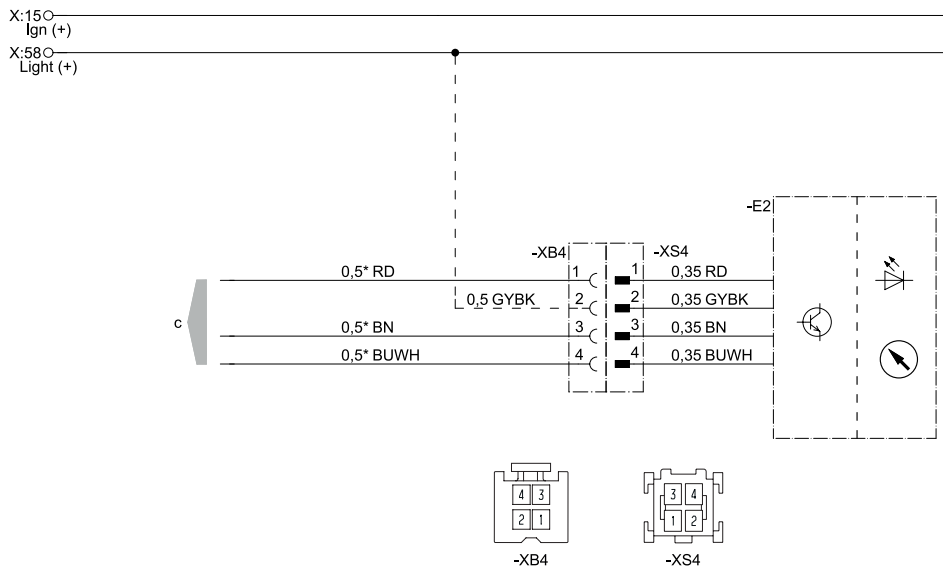 X:15
Ign (+)
X:58
Light (+)
-E2
-XB4
-XS4
0,5* RD
1
1
0,35 RD
0,5 GYBK
2
2
0,35 GYBK
c
0,5* BN
3
3
0,35 BN
0,5* BUWH
4
4
0,35 BUWH
4 3
2 1
3 4
1 2
-XB4
-XS4